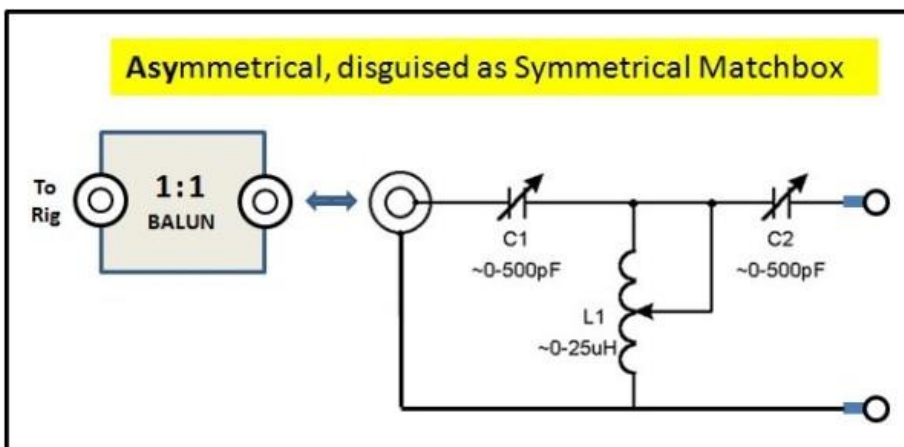 Asymmetrical, disguised as Symmetrical Matchbox
To
Rig
1:1
BALUN
C1
~0-500pF
C2
~0-500pF
L1
~0-25uH